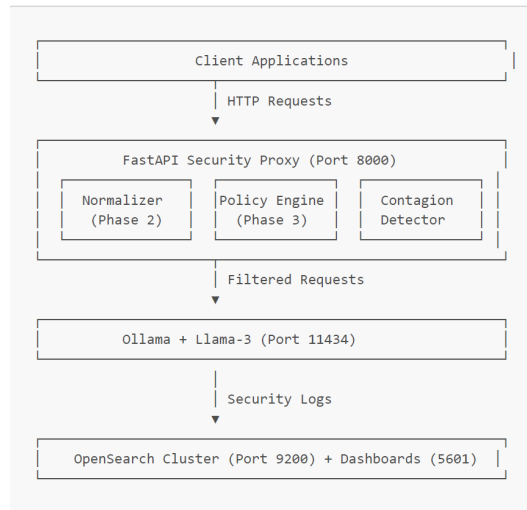 Client Applications
HTTP Requests
FastAPI Security Proxy (Port 8000)
Normalizer Policy Engine Contagion
(Phase 2) (Phase 3) Detector
Filtered Requests
Ollama + Llama-3 (Port 11434)
Security Logs
OpenSearch Cluster (Port 9200) + Dashboards (5601)